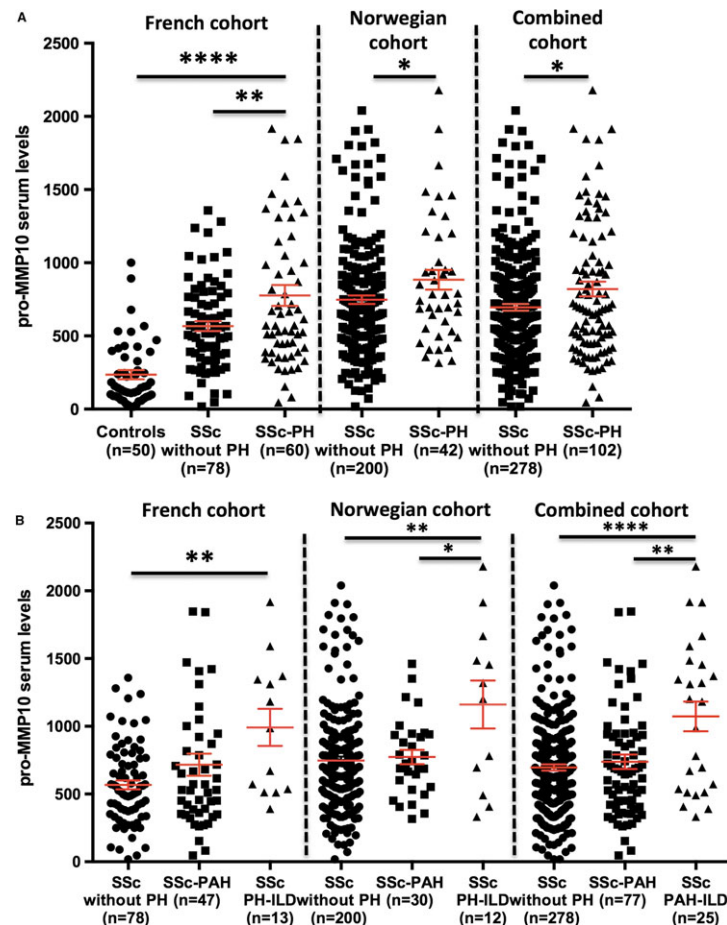 A
French cohort
Norwegian cohort
Combined cohort
****
**
*
*
pro-MMP10 serum levels
2500
2000
1500
1000
500
0
Controls (n=50)
SSc without PH (n=78)
SSc-PH (n=60)
SSc without PH (n=200)
SSc-PH (n=42)
SSc without PH (n=278)
SSc-PH (n=102)
B
French cohort
Norwegian cohort
Combined cohort
**
**
*
****
**
pro-MMP10 serum levels
2500
2000
1500
1000
500
0
SSc without PH (n=78)
SSc-PAH (n=47)
SSc PH-ILD (n=13)
SSc without PH (n=200)
SSc-PAH (n=30)
SSc PH-ILD (n=12)
SSc without PH (n=278)
SSc-PAH (n=77)
SSc PAH-ILD (n=25)